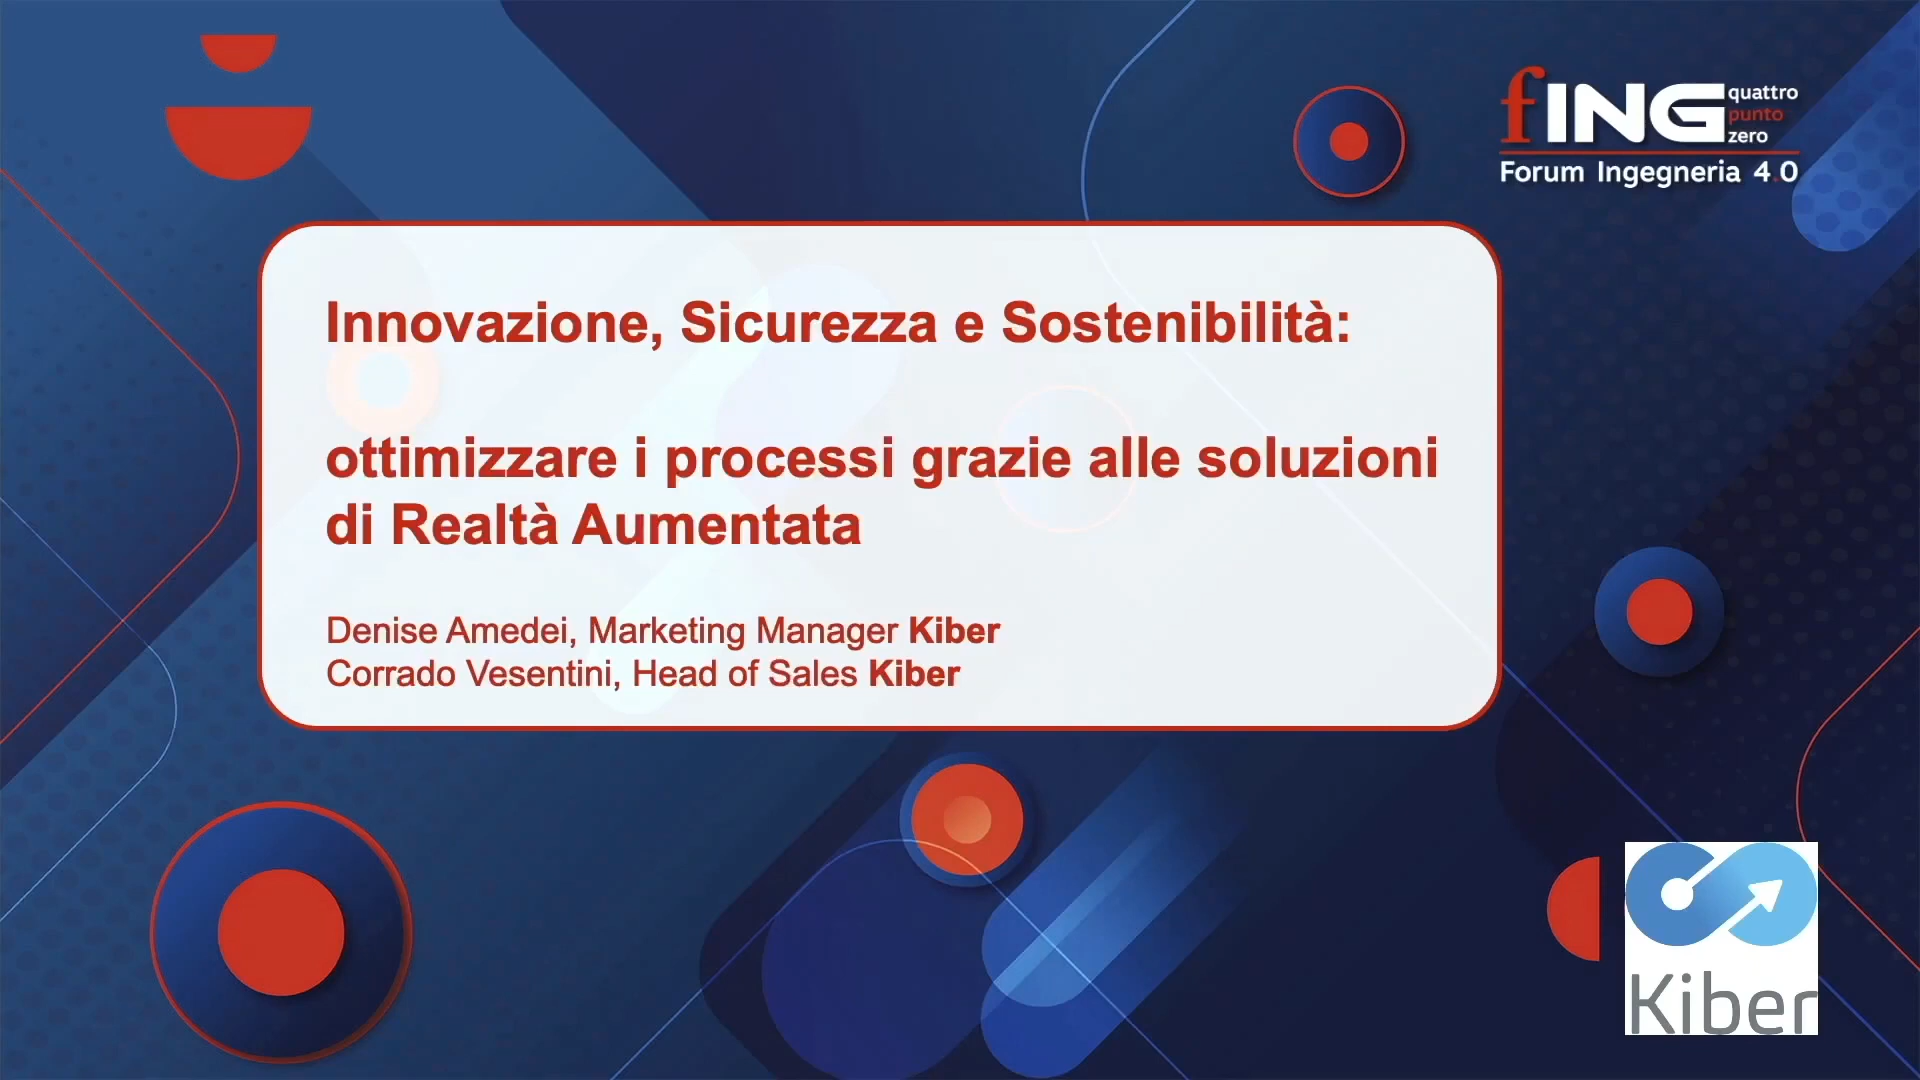 fING quattro
punto
zero
Forum Ingegneria 4.0
Innovazione, Sicurezza e Sostenibilità:
ottimizzare i processi grazie alle soluzioni
di Realtà Aumentata
Denise Amedei, Marketing Manager Kiber
Corrado Vesentini, Head of Sales Kiber
Kiber